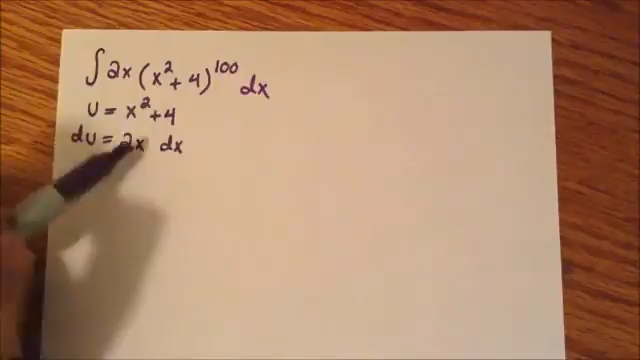 ∫ 2x (x² + 4)¹⁰⁰ dx
u = x² + 4
du = 2x dx